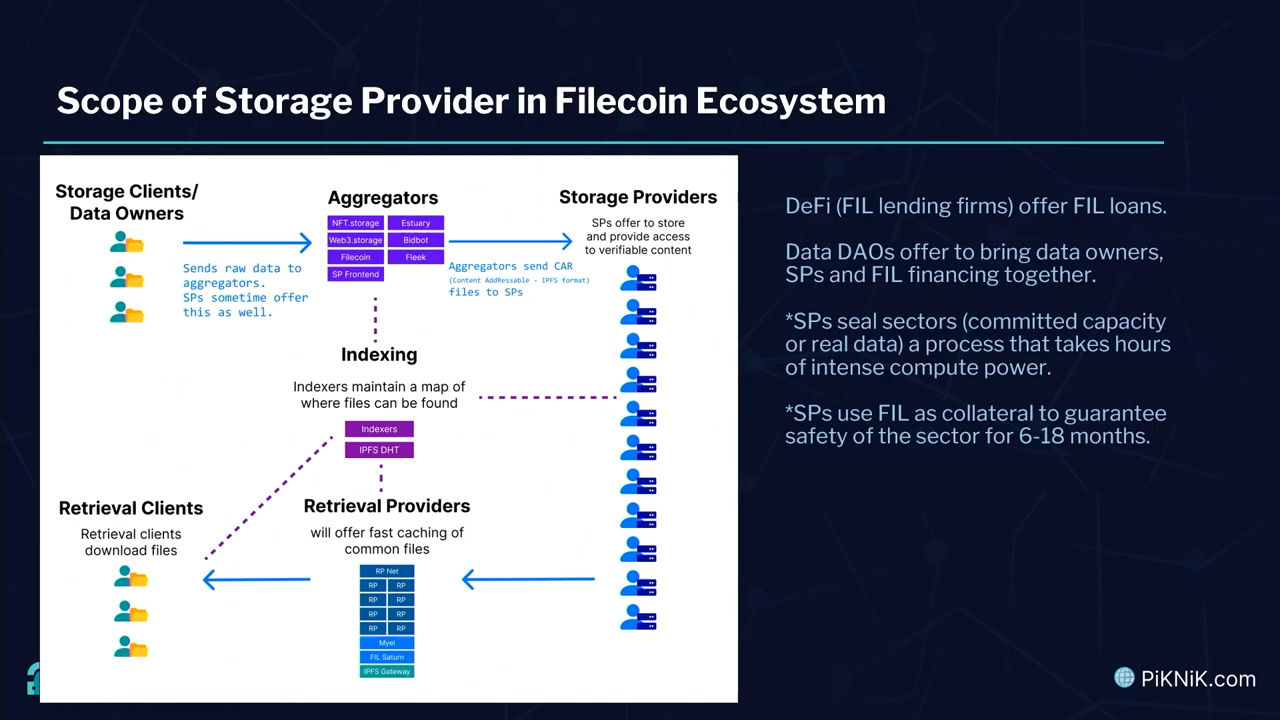 Scope of Storage Provider in Filecoin Ecosystem
Storage Clients/
Data Owners
Sends raw data to
aggregators.
SPs sometime offer
this as well.
Aggregators
NFT.storage
Estuary
Web3.storage
Bidbot
Filecoin
Fleek
SP Frontend
Aggregators send CAR
(Content AddRessable - IPFS format)
files to SPs
Storage Providers
SPs offer to store
and provide access
to verifiable content
Indexing
Indexers maintain a map of
where files can be found
Indexers
IPFS DHT
Retrieval Clients
Retrieval clients
download files
Retrieval Providers
will offer fast caching of
common files
RP Net
RP RP
RP RP
RP RP
RP RP
Myel
FIL Saturn
IPFS Gateway
DeFi (FIL lending firms) offer FIL loans.
Data DAOs offer to bring data owners,
SPs and FIL financing together.
*SPs seal sectors (committed capacity
or real data) a process that takes hours
of intense compute power.
*SPs use FIL as collateral to guarantee
safety of the sector for 6-18 months.
PiKNiK.com